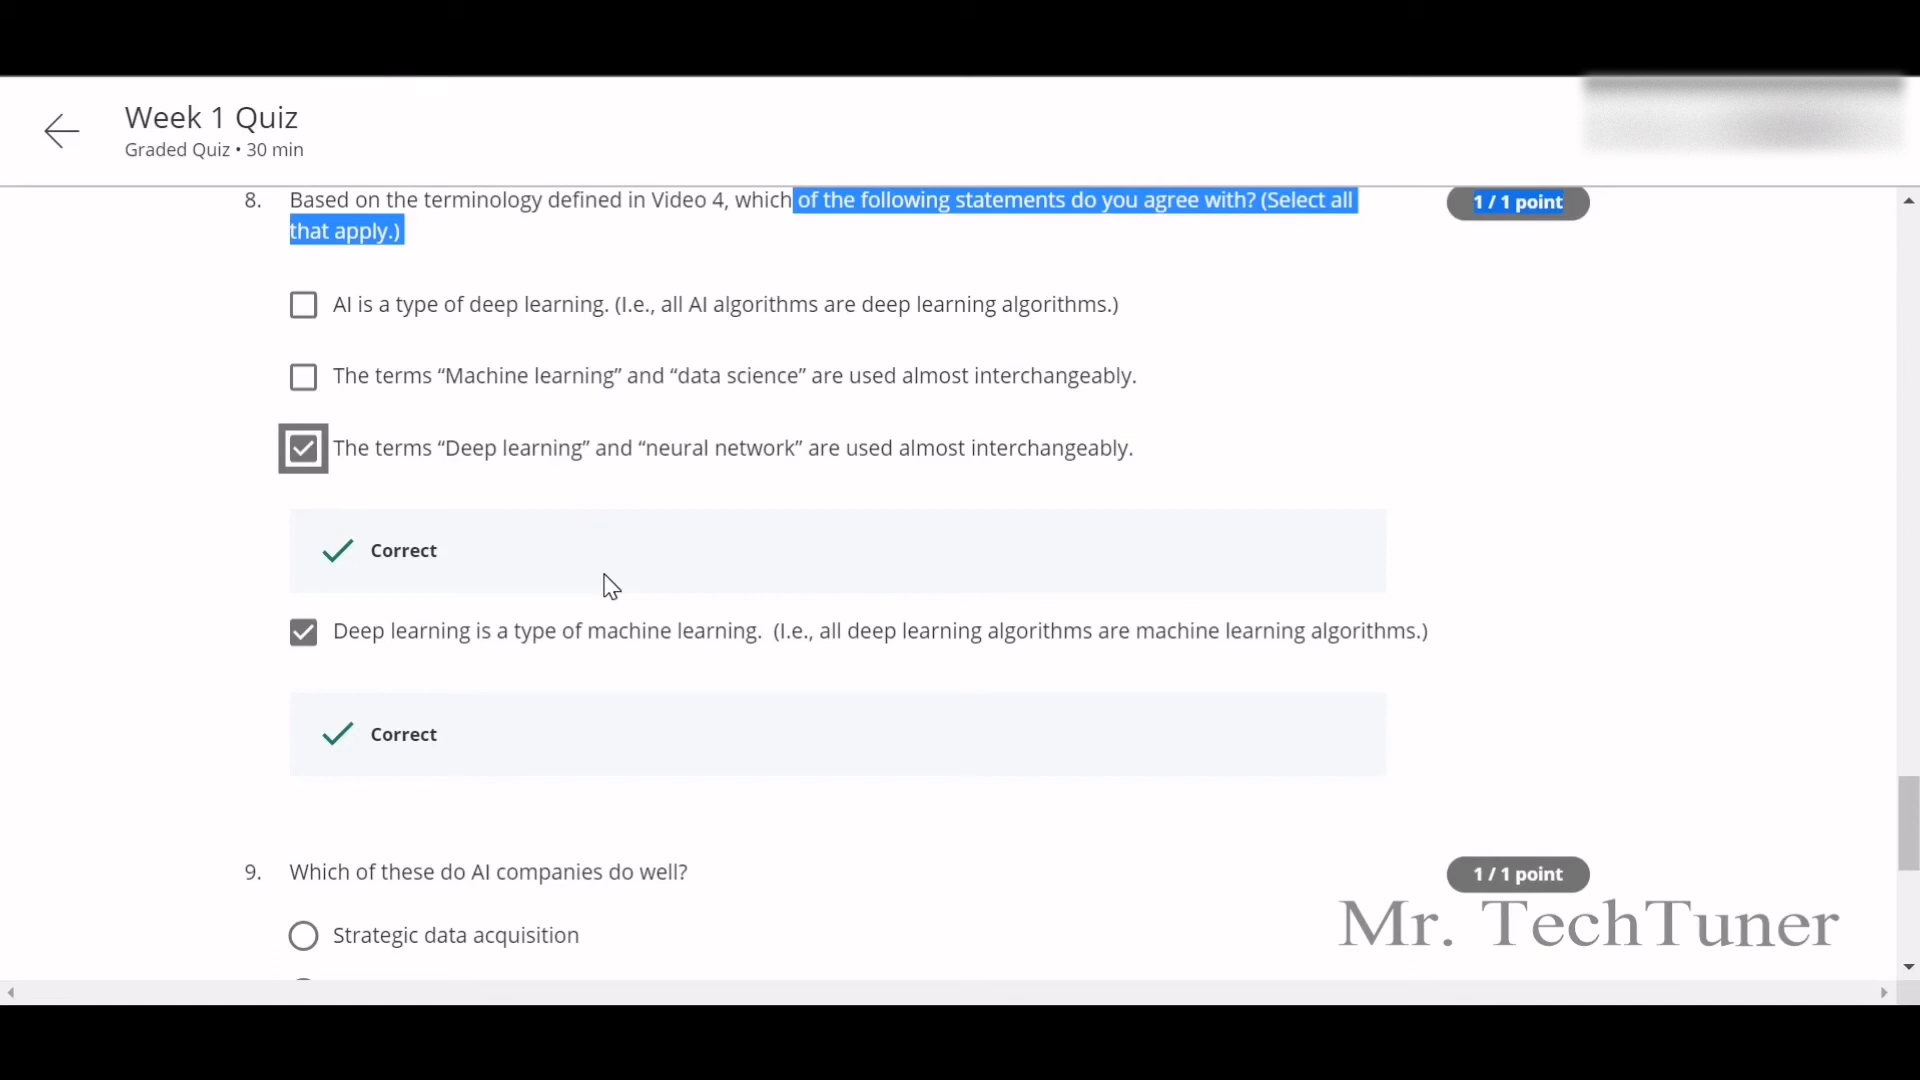 Week 1 Quiz
Graded Quiz • 30 min
8. Based on the terminology defined in Video 4, which of the following statements do you agree with? (Select all
that apply.)
1 / 1 point
AI is a type of deep learning. (I.e., all AI algorithms are deep learning algorithms.)
The terms “Machine learning” and “data science” are used almost interchangeably.
The terms “Deep learning” and “neural network” are used almost interchangeably.
Correct
Deep learning is a type of machine learning. (I.e., all deep learning algorithms are machine learning algorithms.)
Correct
9. Which of these do AI companies do well?
1 / 1 point
Mr. TechTuner
Strategic data acquisition